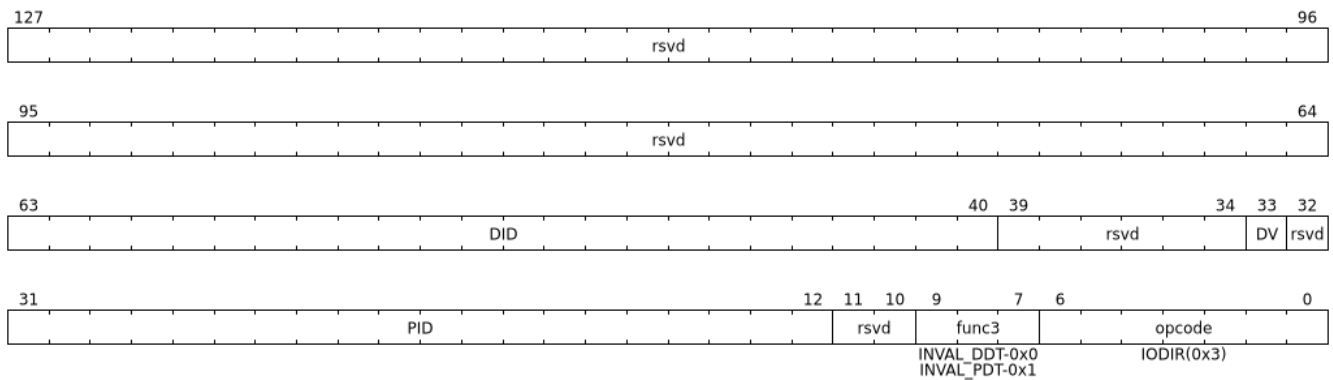 127 96
rsvd
95 64
rsvd
63 40 39 34 33 32
DID rsvd DV rsvd
31 12 11 10 9 7 6 0
PID rsvd func3 opcode
INVAL_DDT-0x0 IODIR(0x3)
INVAL_PDT-0x1